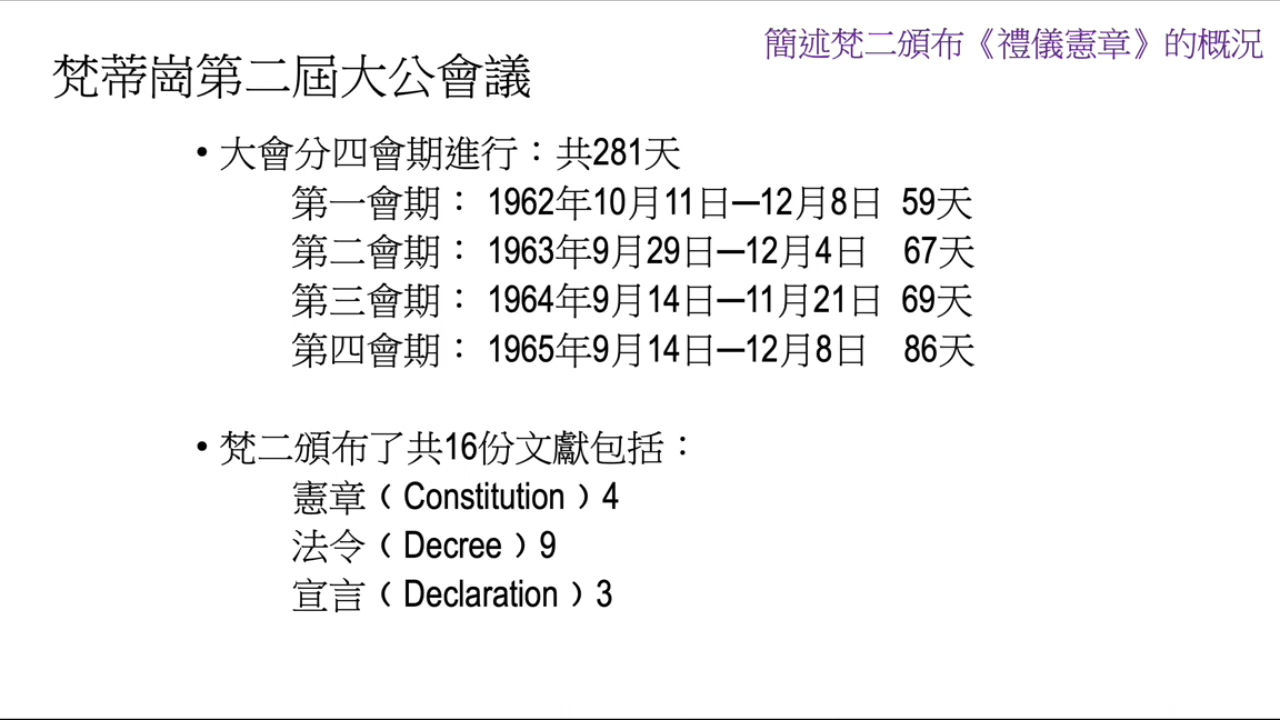 簡述梵二頒布《禮儀憲章》的概況
梵蒂崗第二屆大公會議
• 大會分四會期進行：共281天
第一會期： 1962年10月11日—12月8日 59天
第二會期： 1963年9月29日—12月4日 67天
第三會期： 1964年9月14日—11月21日 69天
第四會期： 1965年9月14日—12月8日 86天
• 梵二頒布了共16份文獻包括：
憲章（Constitution）4
法令（Decree）9
宣言（Declaration）3